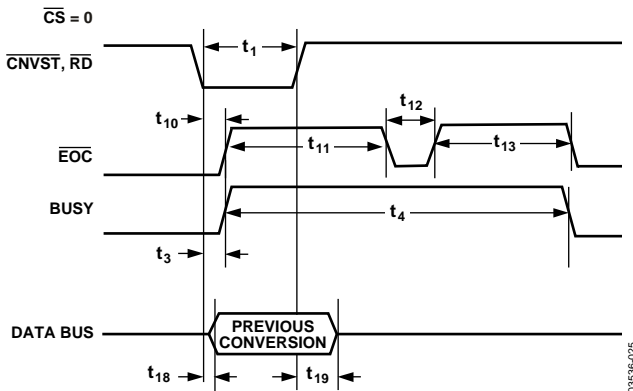 CS = 0
CNVST, RD
t1
t10
t12
EOC
t11
t13
BUSY
t4
t3
DATA BUS
PREVIOUS
CONVERSION
t18
t19
03536-025